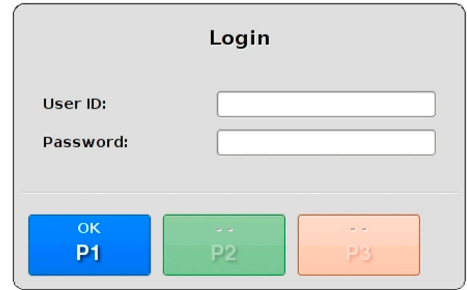 Login
User ID:
Password:
OK
P1
- -
P2
- -
P3